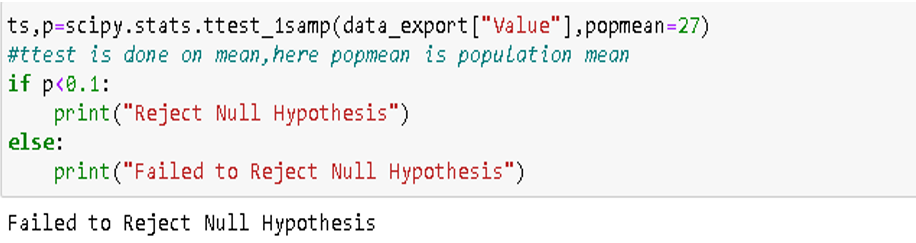 ts,p=scipy.stats.ttest_1samp(data_export["Value"],popmean=27)
#ttest is done on mean,here popmean is population mean
if p<0.1:
    print("Reject Null Hypothesis")
else:
    print("Failed to Reject Null Hypothesis")
Failed to Reject Null Hypothesis